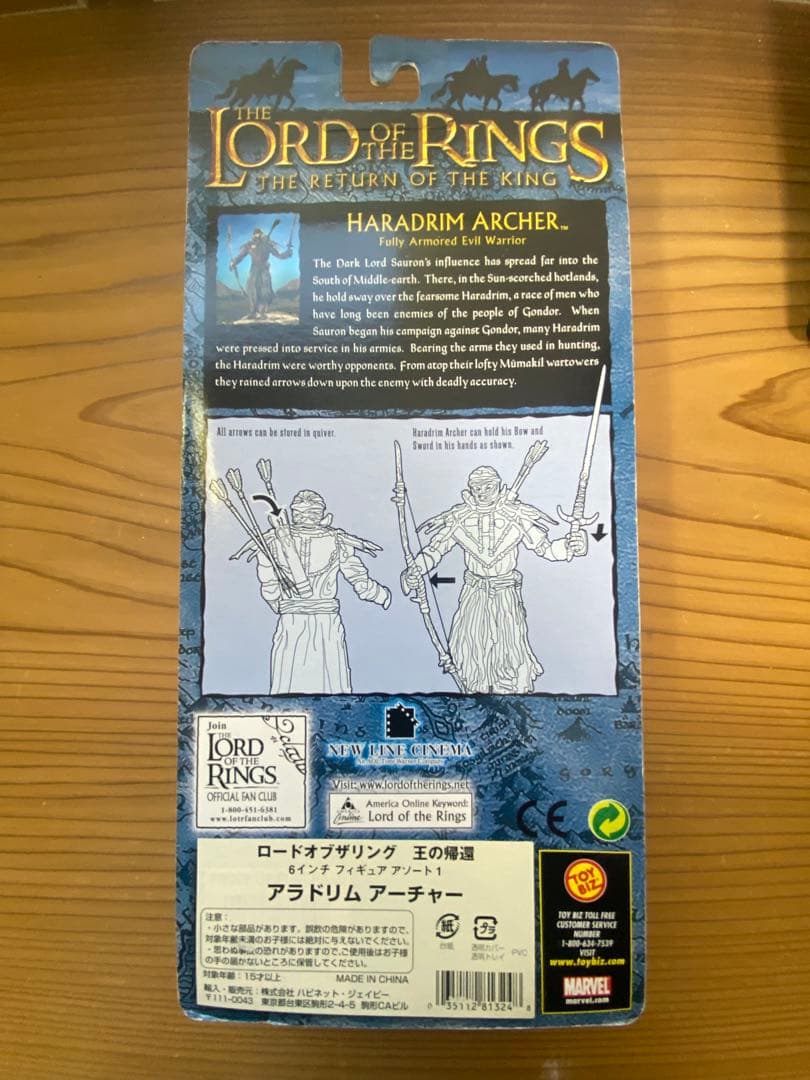 THE
LORD OF THE RINGS
THE RETURN OF THE KING
HARADRIM ARCHER™
Fully Armored Evil Warrior
The Dark Lord Sauron's influence has spread far into the
South of Middle-earth. There, in the Sun-scorched hotlands,
he hold sway over the fearsome Haradrim, a race of men who
have long been enemies of the people of Gondor. When
Sauron began his campaign against Gondor, many Haradrim
were pressed into service in his armies. Bearing the arms they used in hunting,
the Haradrim were worthy opponents. From atop their lofty Mûmakil wartowers
they rained arrows down upon the enemy with deadly accuracy.
All arrows can be stored in quiver.
Haradrim Archer can hold his Bow and
Sword in his hands as shown.
Join
THE
LORD
OF THE
RINGS
OFFICIAL FAN CLUB
1-800-451-6381
www.lotrfanclub.com
NEW LINE CINEMA
An AOL Time Warner Company
Visit: www.lordoftherings.net
America Online Keyword:
Lord of the Rings
CE
ロードオブザリング 王の帰還
6インチ フィギュア アソート1
アラドリム アーチャー
注意:
・小さな部品があります。誤飲の危険がありますので、
対象年齢未満のお子様には絶対に与えないでください。
・思わぬ事故の恐れがありますので、ご使用後はお子様
の手の届かないところに保管してください。
対象年齢:15才以上 MADE IN CHINA
輸入・販売元:株式会社 ハピネット・ジェイピー
〒111-0043 東京都台東区駒形2-4-5 駒形CAビル
紙
台紙
プラ
透明カバー
透明トレイ
PVC
0 35112 81324 8
TOY BIZ
TOY BIZ TOLL FREE
CUSTOMER SERVICE
NUMBER
1-800-634-7539
VISIT
www.toybiz.com
MARVEL
marvel.com